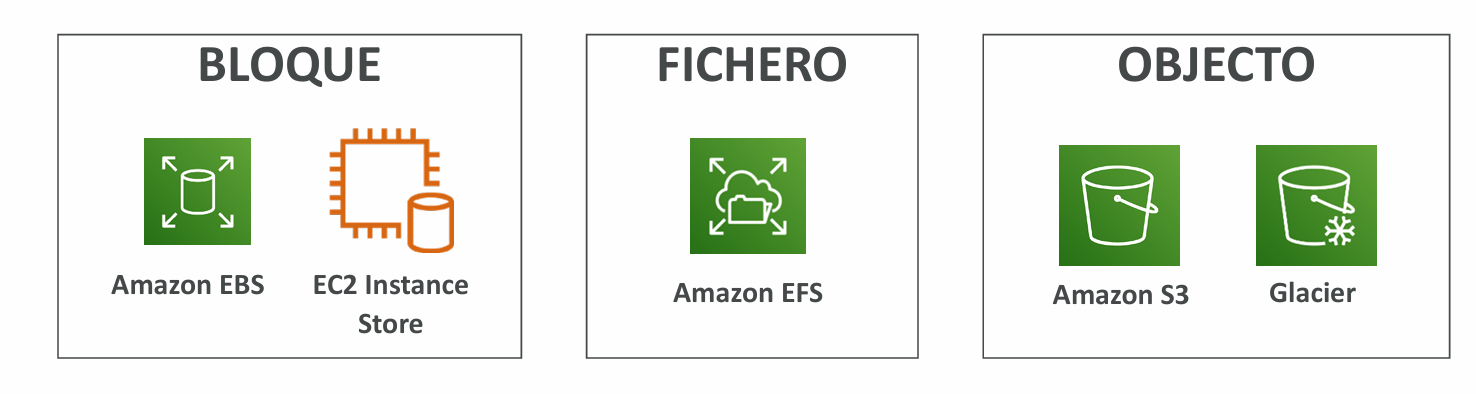 BLOQUE
Amazon EBS
EC2 Instance
Store
FICHERO
Amazon EFS
OBJECTO
Amazon S3
Glacier